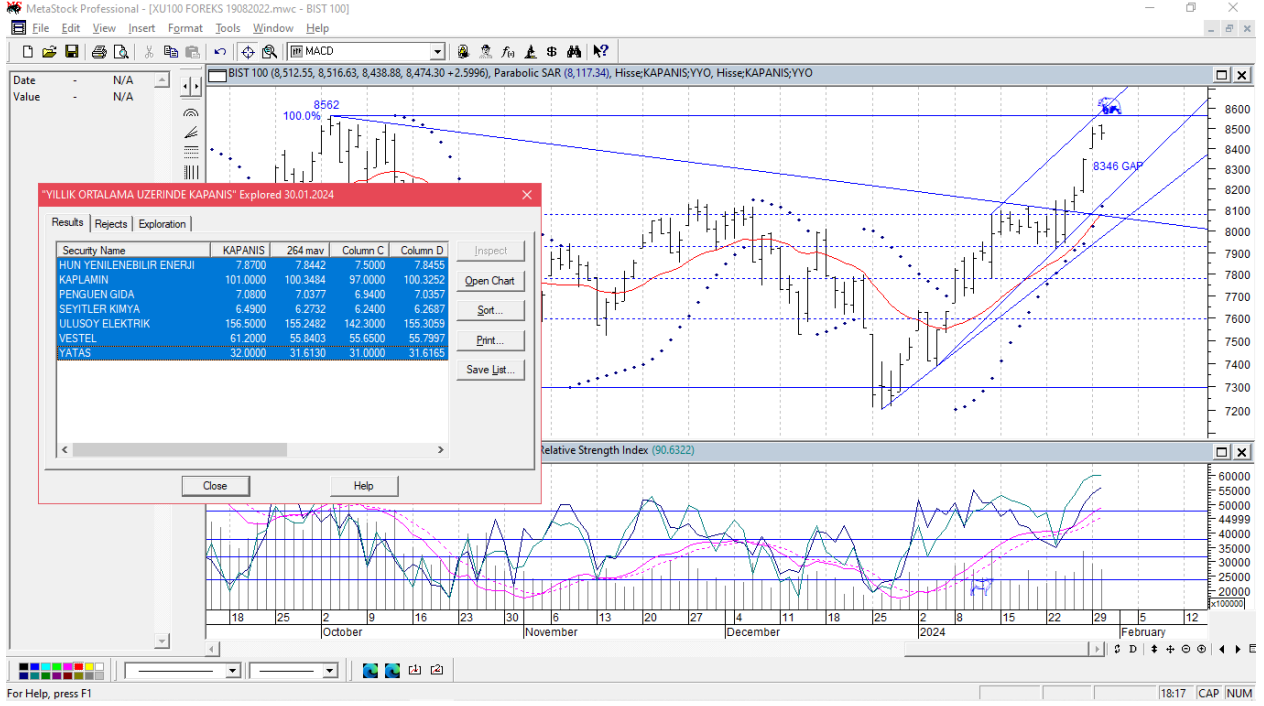 MetaStock Professional - [XU100 FOREKS 19082022.mwc - BIST 100]
File Edit View Insert Format Tools Window Help
MACD
Date - N/A
Value - N/A
BIST 100 (8,512.55, 8,516.63, 8,438.88, 8,474.30 +2.5996), Parabolic SAR (8,117.34), Hisse;KAPANIS;YYO, Hisse;KAPANIS;YYO
8562
100.0%
8346 GAP
8600
8500
8400
8300
8200
8100
8000
7900
7800
7700
7600
7500
7400
7300
7200
"YILLIK ORTALAMA UZERINDE KAPANIS" Explored 30.01.2024
Results Rejects Exploration
Security Name KAPANIS 264 mav Column C Column D
HUN YENILENEBILIR ENERJI 7.8700 7.8442 7.5000 7.8455
KAPLAMIN 101.0000 100.3484 97.0000 100.3252
PENGUEN GIDA 7.0800 7.0377 6.9400 7.0357
SEYITLER KIMYA 6.4900 6.2732 6.2400 6.2687
ULUSOY ELEKTRIK 156.5000 155.2482 142.3000 155.3059
VESTEL 61.2000 55.8403 55.6500 55.7997
YATAS 32.0000 31.6130 31.0000 31.6165
Inspect
Open Chart
Sort...
Print...
Save List...
Close Help
Relative Strength Index (90.6322)
60000
55000
50000
44999
40000
35000
30000
25000
20000
x100000
18 25 2 9 16 23 30 6 13 20 27 4 11 18 25 2 8 15 22 29 5 12
October November December 2024 February
D
For Help, press F1
18:17 CAP NUM